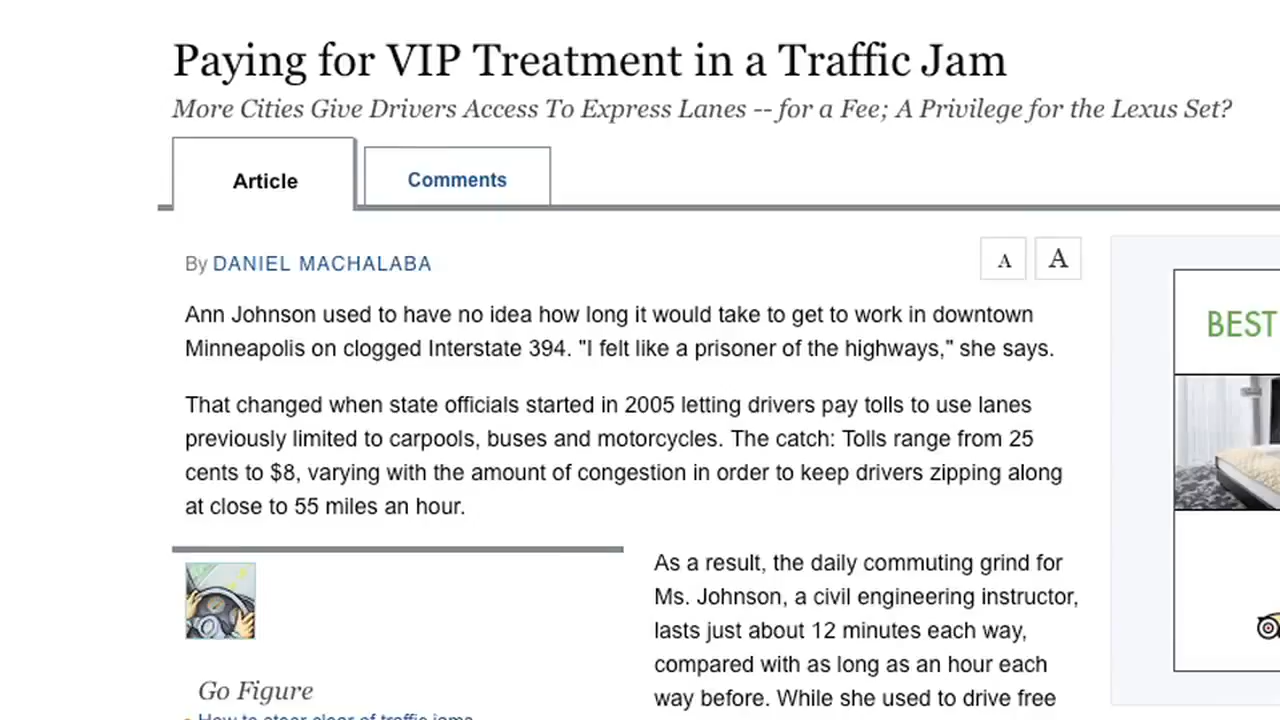 Paying for VIP Treatment in a Traffic Jam
More Cities Give Drivers Access To Express Lanes -- for a Fee; A Privilege for the Lexus Set?
Article
Comments
By DANIEL MACHALABA
A A
Ann Johnson used to have no idea how long it would take to get to work in downtown
Minneapolis on clogged Interstate 394. "I felt like a prisoner of the highways," she says.
BEST
That changed when state officials started in 2005 letting drivers pay tolls to use lanes
previously limited to carpools, buses and motorcycles. The catch: Tolls range from 25
cents to $8, varying with the amount of congestion in order to keep drivers zipping along
at close to 55 miles an hour.
As a result, the daily commuting grind for
Ms. Johnson, a civil engineering instructor,
lasts just about 12 minutes each way,
compared with as long as an hour each
way before. While she used to drive free
Go Figure
How to steer clear of traffic jams